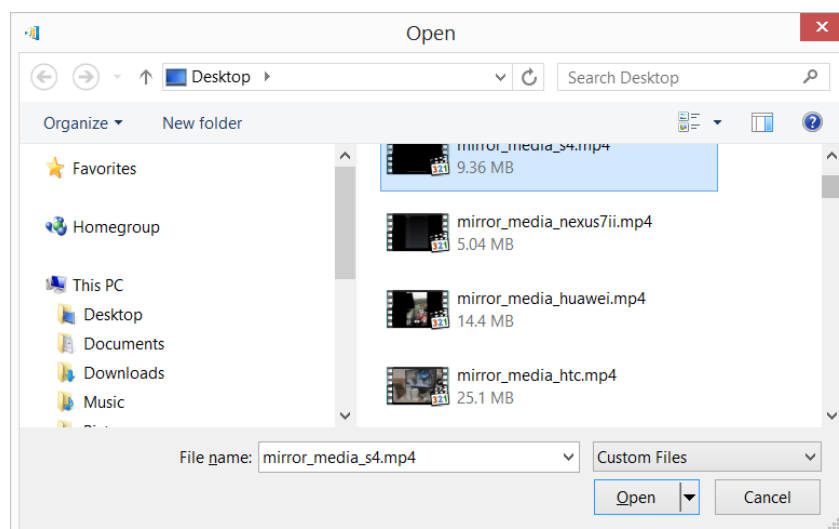 Open
Desktop
Search Desktop
Organize
New folder
Favorites
Homegroup
This PC
Desktop
Documents
Downloads
Music
mirror_media_s4.mp4
9.36 MB
mirror_media_nexus7ii.mp4
5.04 MB
mirror_media_huawei.mp4
14.4 MB
mirror_media_htc.mp4
25.1 MB
File name: mirror_media_s4.mp4
Custom Files
Open
Cancel